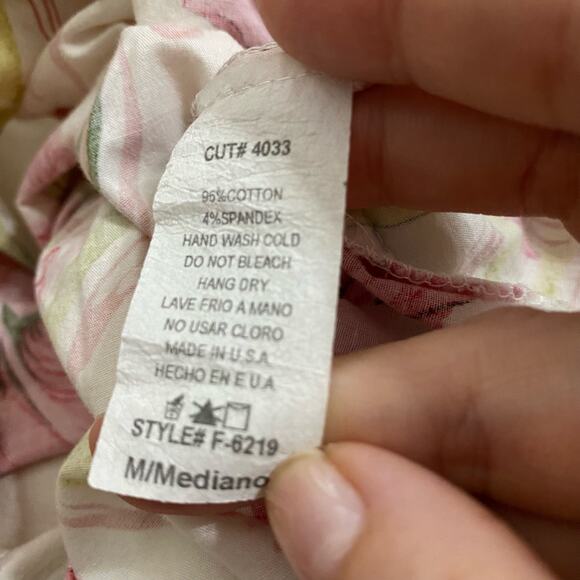 CUT# 4033
95%COTTON
4%SPANDEX
HAND WASH COLD
DO NOT BLEACH
HANG DRY
LAVE FRIO A MANO
NO USAR CLORO
MADE IN U.S.A
HECHO EN E.U.A
STYLE# F-6219
M/Mediano